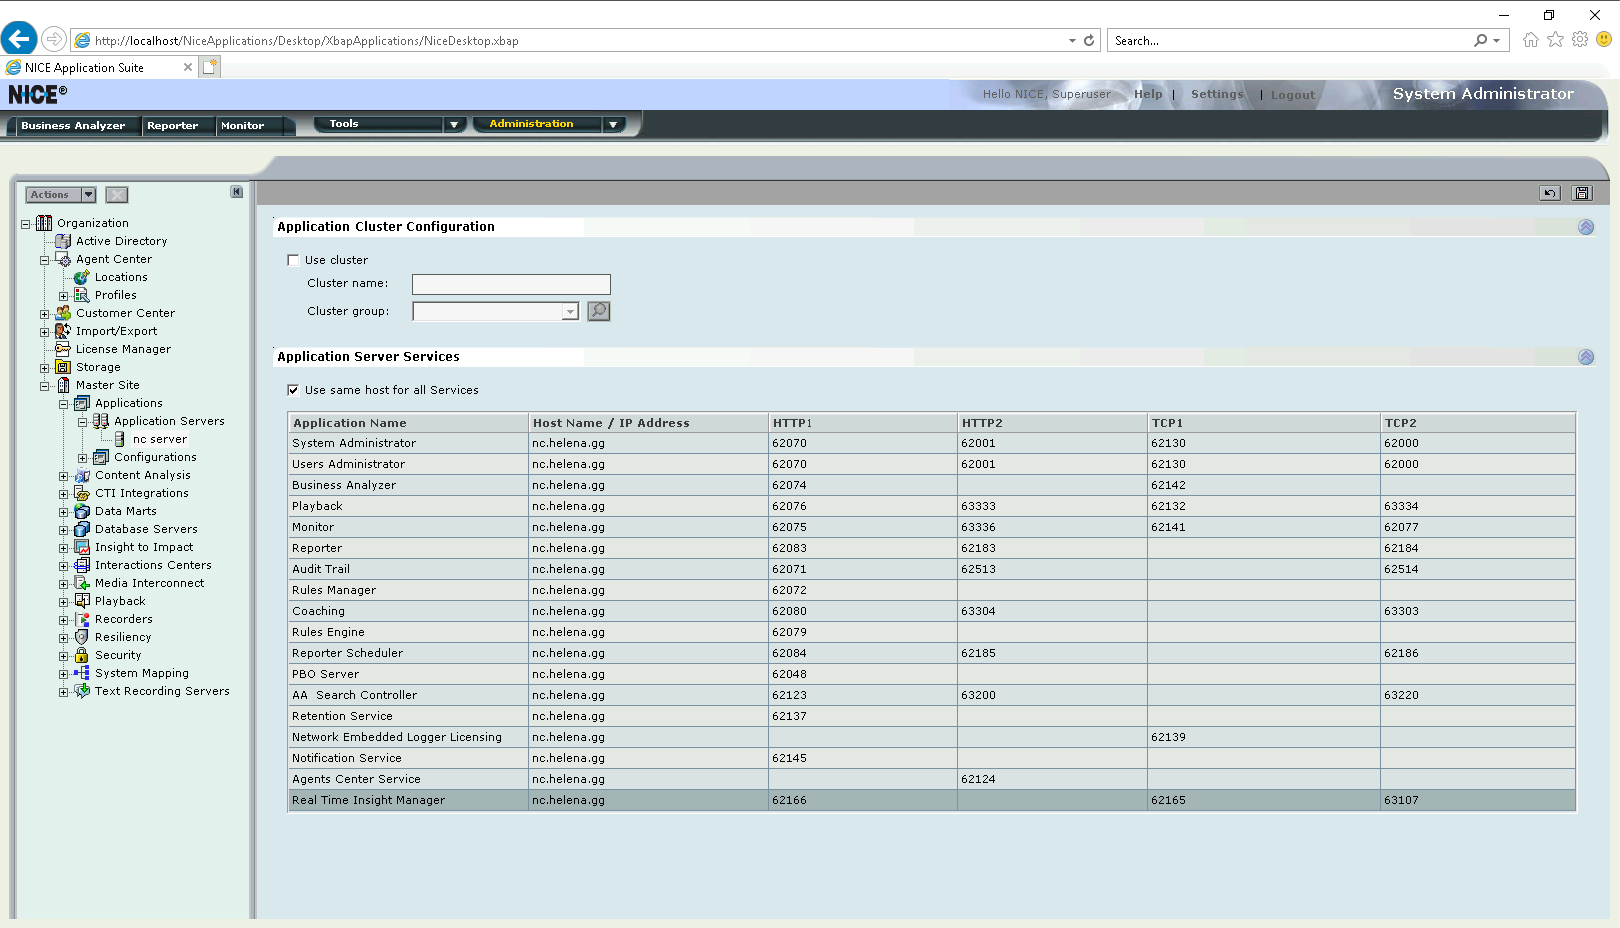 http://localhost/NiceApplications/Desktop/XbapApplications/NiceDesktop.xbap
Search...
NICE Application Suite
NICE®
Hello NICE, Superuser Help | Settings | Logout
System Administrator
Business Analyzer Reporter Monitor Tools Administration
Actions
Organization
Active Directory
Agent Center
Locations
Profiles
Customer Center
Import/Export
License Manager
Storage
Master Site
Applications
Application Servers
nc server
Configurations
Content Analysis
CTI Integrations
Data Marts
Database Servers
Insight to Impact
Interactions Centers
Media Interconnect
Playback
Recorders
Resiliency
Security
System Mapping
Text Recording Servers
Application Cluster Configuration
Use cluster
Cluster name:
Cluster group:
Application Server Services
Use same host for all Services
Application Name Host Name / IP Address HTTP1 HTTP2 TCP1 TCP2
System Administrator nc.helena.gg 62070 62001 62130 62000
Users Administrator nc.helena.gg 62070 62001 62130 62000
Business Analyzer nc.helena.gg 62074 62142
Playback nc.helena.gg 62076 63333 62132 63334
Monitor nc.helena.gg 62075 63336 62141 62077
Reporter nc.helena.gg 62083 62183 62184
Audit Trail nc.helena.gg 62071 62513 62514
Rules Manager nc.helena.gg 62072
Coaching nc.helena.gg 62080 63304 63303
Rules Engine nc.helena.gg 62079
Reporter Scheduler nc.helena.gg 62084 62185 62186
PBO Server nc.helena.gg 62048
AA Search Controller nc.helena.gg 62123 63200 63220
Retention Service nc.helena.gg 62137
Network Embedded Logger Licensing nc.helena.gg 62139
Notification Service nc.helena.gg 62145
Agents Center Service nc.helena.gg 62124
Real Time Insight Manager nc.helena.gg 62166 62165 63107